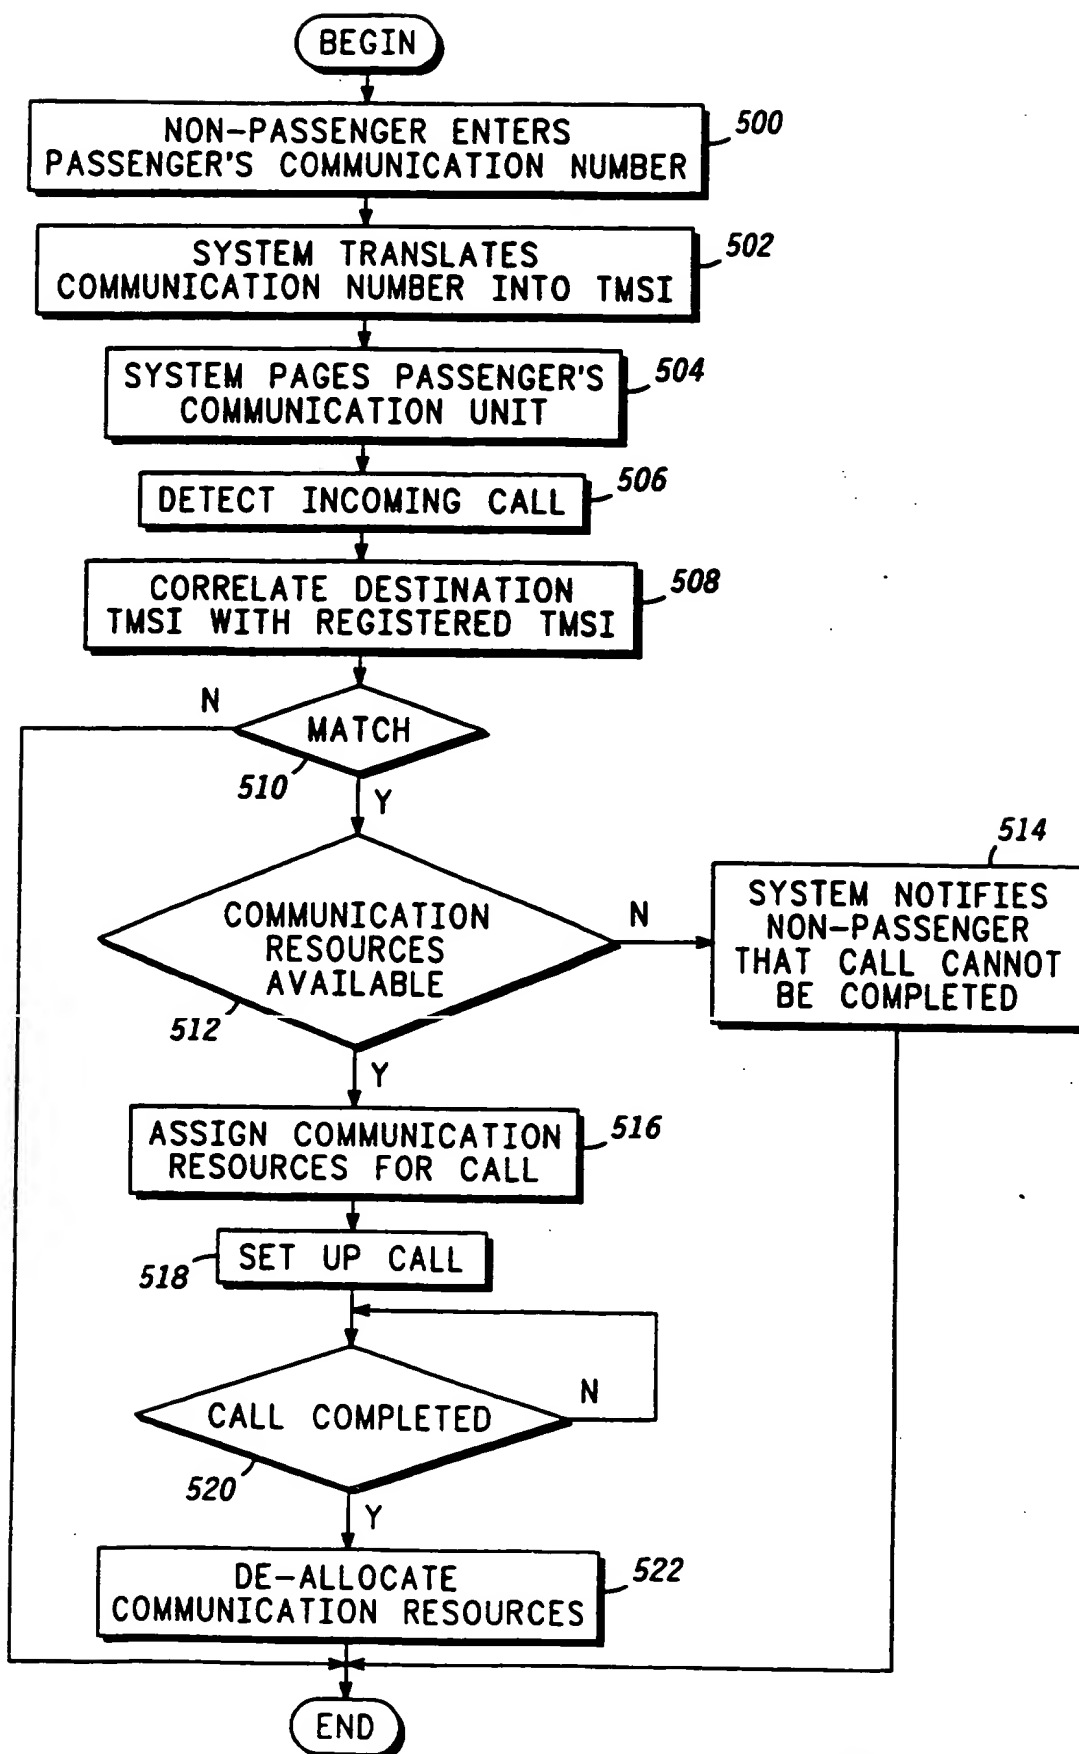 BEGIN
NON-PASSENGER ENTERS
PASSENGER'S COMMUNICATION NUMBER
500
SYSTEM TRANSLATES
COMMUNICATION NUMBER INTO TMSI
502
SYSTEM PAGES PASSENGER'S
COMMUNICATION UNIT
504
DETECT INCOMING CALL
506
CORRELATE DESTINATION
TMSI WITH REGISTERED TMSI
508
N
MATCH
510
Y
COMMUNICATION
RESOURCES
AVAILABLE
512
N
514
SYSTEM NOTIFIES
NON-PASSENGER
THAT CALL CANNOT
BE COMPLETED
Y
ASSIGN COMMUNICATION
RESOURCES FOR CALL
516
SET UP CALL
518
CALL COMPLETED
N
520
Y
DE-ALLOCATE
COMMUNICATION RESOURCES
522
END